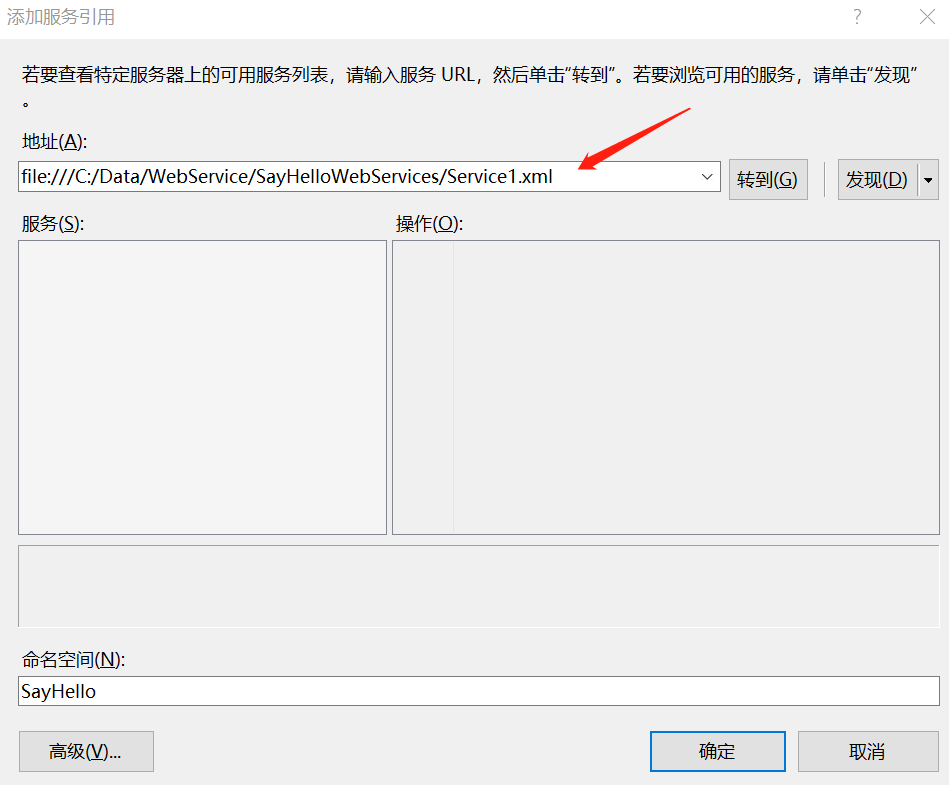 添加服务引用
?
若要查看特定服务器上的可用服务列表，请输入服务 URL，然后单击“转到”。若要浏览可用的服务，请单击“发现”
。
地址(A):
file:///C:/Data/WebService/SayHelloWebServices/Service1.xml
转到(G)
发现(D)
服务(S):
操作(O):
命名空间(N):
SayHello
高级(V)...
确定
取消